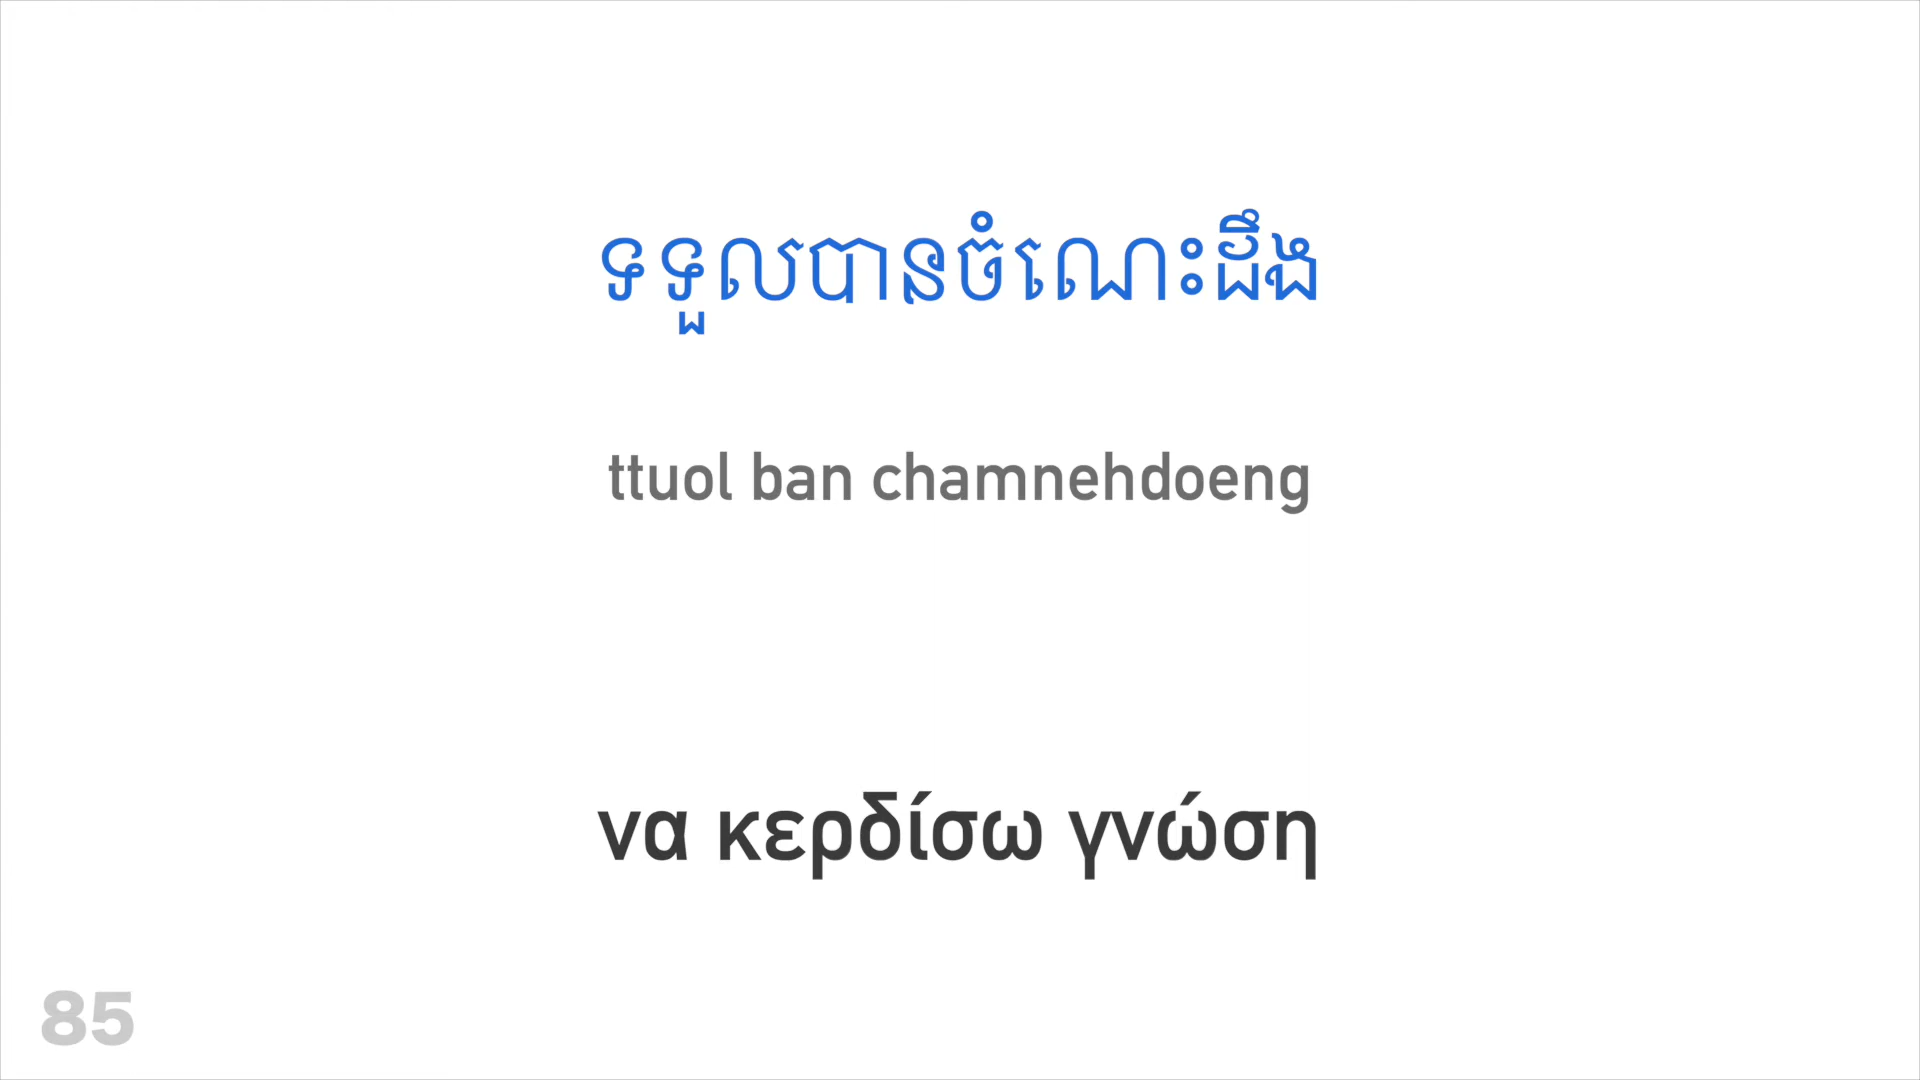 ទទួលបានចំណេះដឹង
ttuol ban chamnehdoeng
να κερδίσω γνώση
85